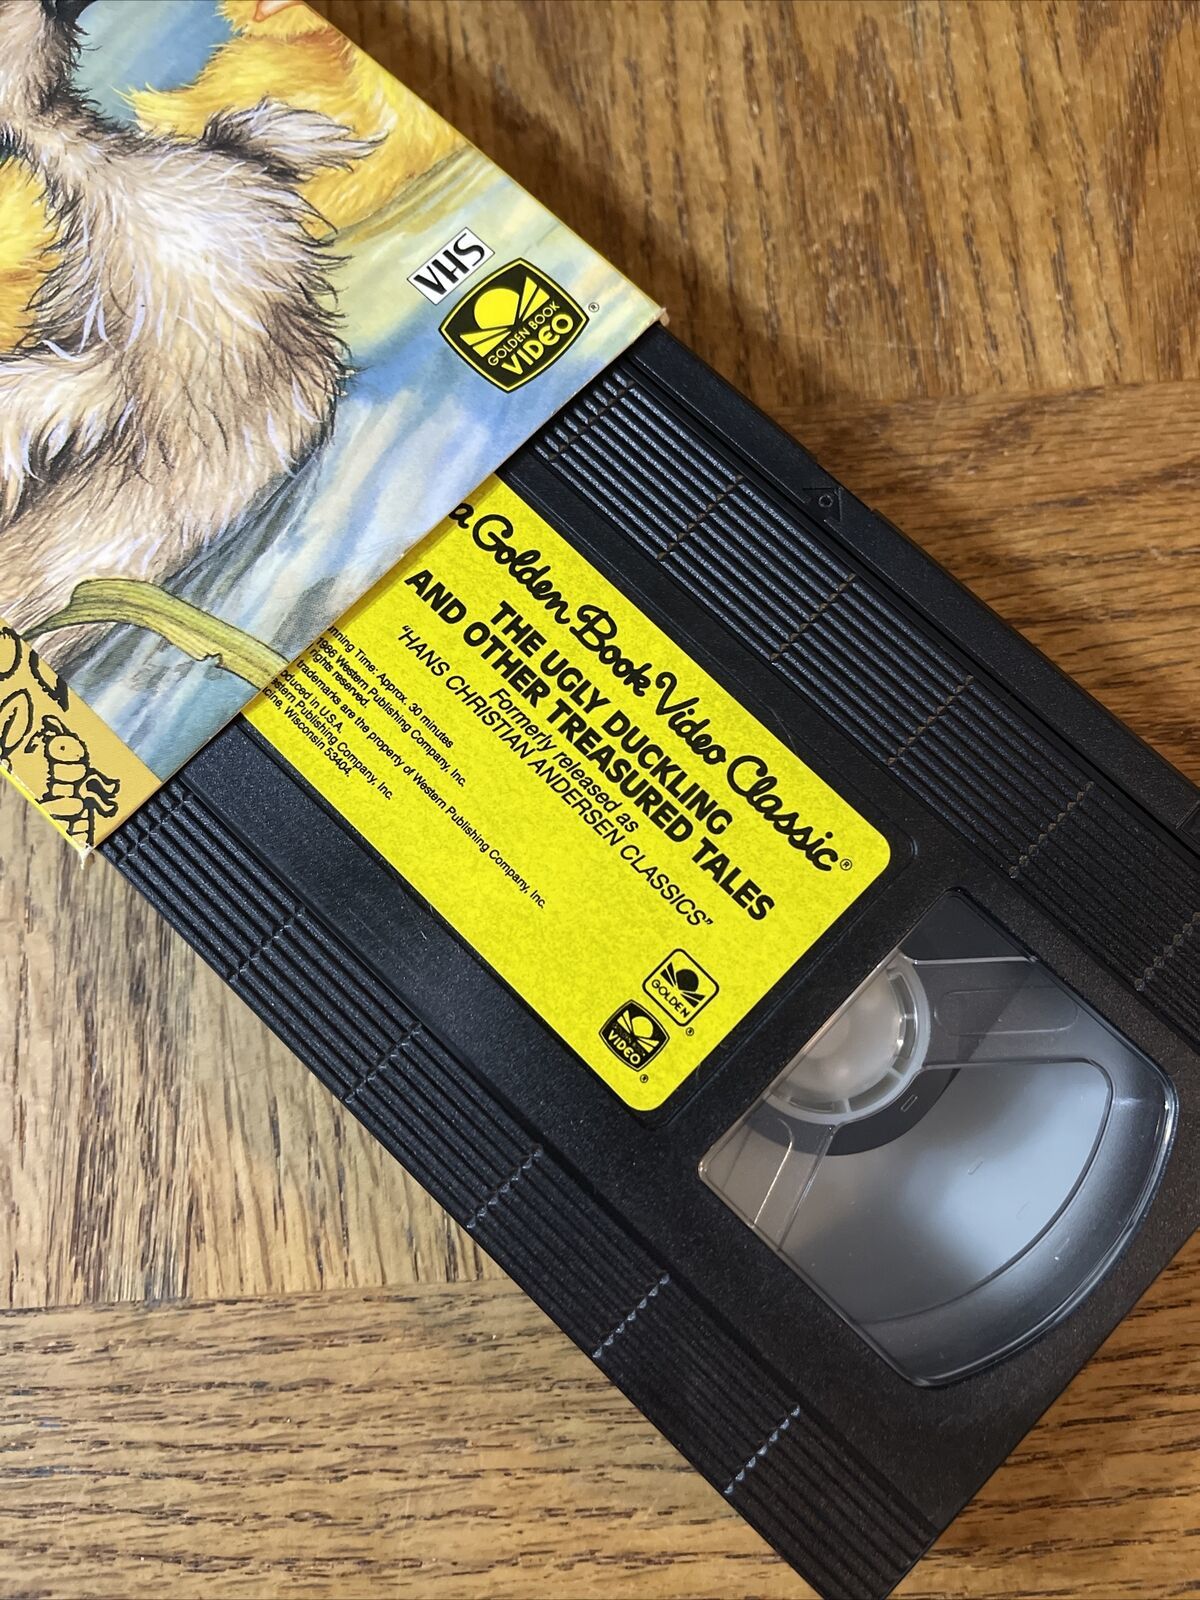 VHS
GOLDEN BOOK
VIDEO
®
a Golden Book Video Classic®
THE UGLY DUCKLING
AND OTHER TREASURED TALES
Formerly released as
"HANS CHRISTIAN ANDERSEN CLASSICS"
Time: Approx. 30 minutes
1986 Western Publishing Company, Inc.
rights reserved.
trademarks are the property of Western Publishing Company, Inc.
in U.S.A.
Publishing Company, Inc.
Wisconsin 53404.
GOLDEN
®
VIDEO
®